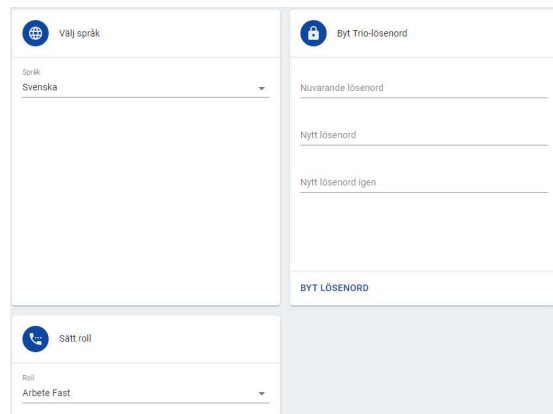 Välj språk
Språk
Svenska
Byt Trio-lösenord
Nuvarande lösenord
Nytt lösenord
Nytt lösenord igen
BYT LÖSENORD
Sätt roll
Roll
Arbete Fast